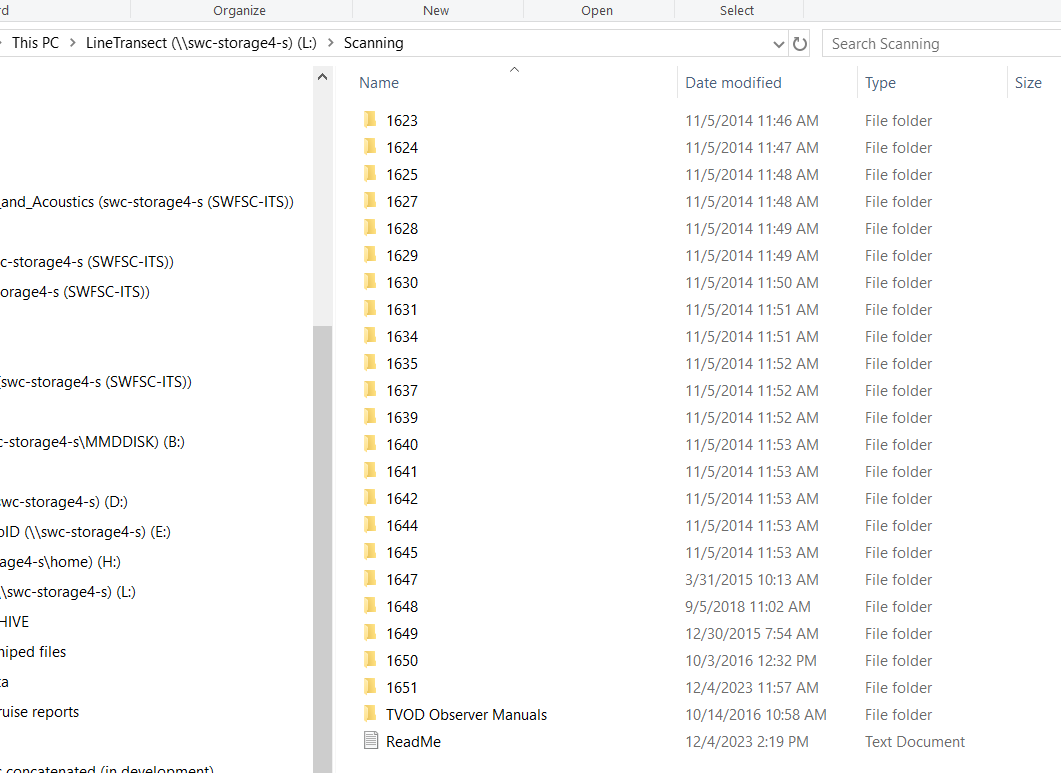 Organize New Open Select
This PC > LineTransect (\\swc-storage4-s) (L:) > Scanning
Search Scanning
Name Date modified Type Size
1623 11/5/2014 11:46 AM File folder
1624 11/5/2014 11:47 AM File folder
1625 11/5/2014 11:48 AM File folder
1627 11/5/2014 11:48 AM File folder
1628 11/5/2014 11:49 AM File folder
1629 11/5/2014 11:49 AM File folder
1630 11/5/2014 11:50 AM File folder
1631 11/5/2014 11:51 AM File folder
1634 11/5/2014 11:51 AM File folder
1635 11/5/2014 11:52 AM File folder
1637 11/5/2014 11:52 AM File folder
1639 11/5/2014 11:52 AM File folder
1640 11/5/2014 11:53 AM File folder
1641 11/5/2014 11:53 AM File folder
1642 11/5/2014 11:53 AM File folder
1644 11/5/2014 11:53 AM File folder
1645 11/5/2014 11:53 AM File folder
1647 3/31/2015 10:13 AM File folder
1648 9/5/2018 11:02 AM File folder
1649 12/30/2015 7:54 AM File folder
1650 10/3/2016 12:32 PM File folder
1651 12/4/2023 11:57 AM File folder
TVOD Observer Manuals 10/14/2016 10:58 AM File folder
ReadMe 12/4/2023 2:19 PM Text Document
_and_Acoustics (swc-storage4-s (SWFSC-ITS))
c-storage4-s (SWFSC-ITS))
orage4-s (SWFSC-ITS))
(swc-storage4-s (SWFSC-ITS))
c-storage4-s\MMDDISK) (B:)
swc-storage4-s) (D:)
oID (\\swc-storage4-s) (E:)
age4-s\home) (H:)
\\swc-storage4-s) (L:)
HIVE
hiped files
ta
ruise reports
concatenated (in development)